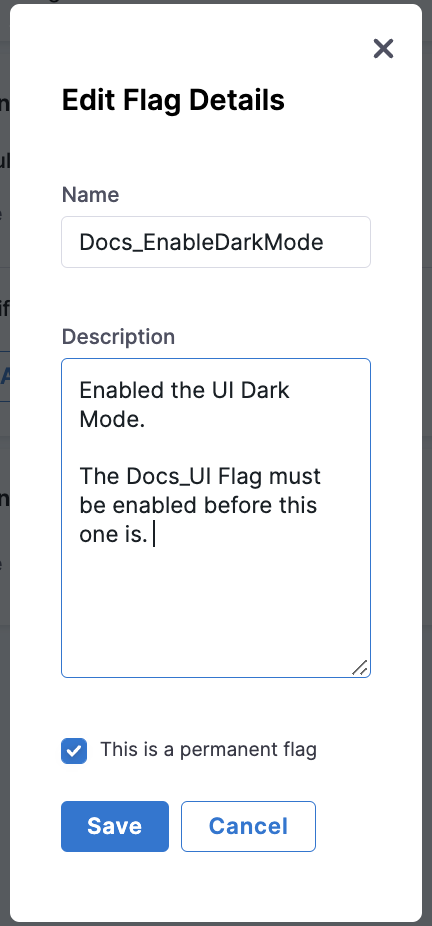 Edit Flag Details
Name
Docs_EnableDarkMode
Description
Enabled the UI Dark
Mode.
The Docs_UI Flag must
be enabled before this
one is.
This is a permanent flag
Save
Cancel